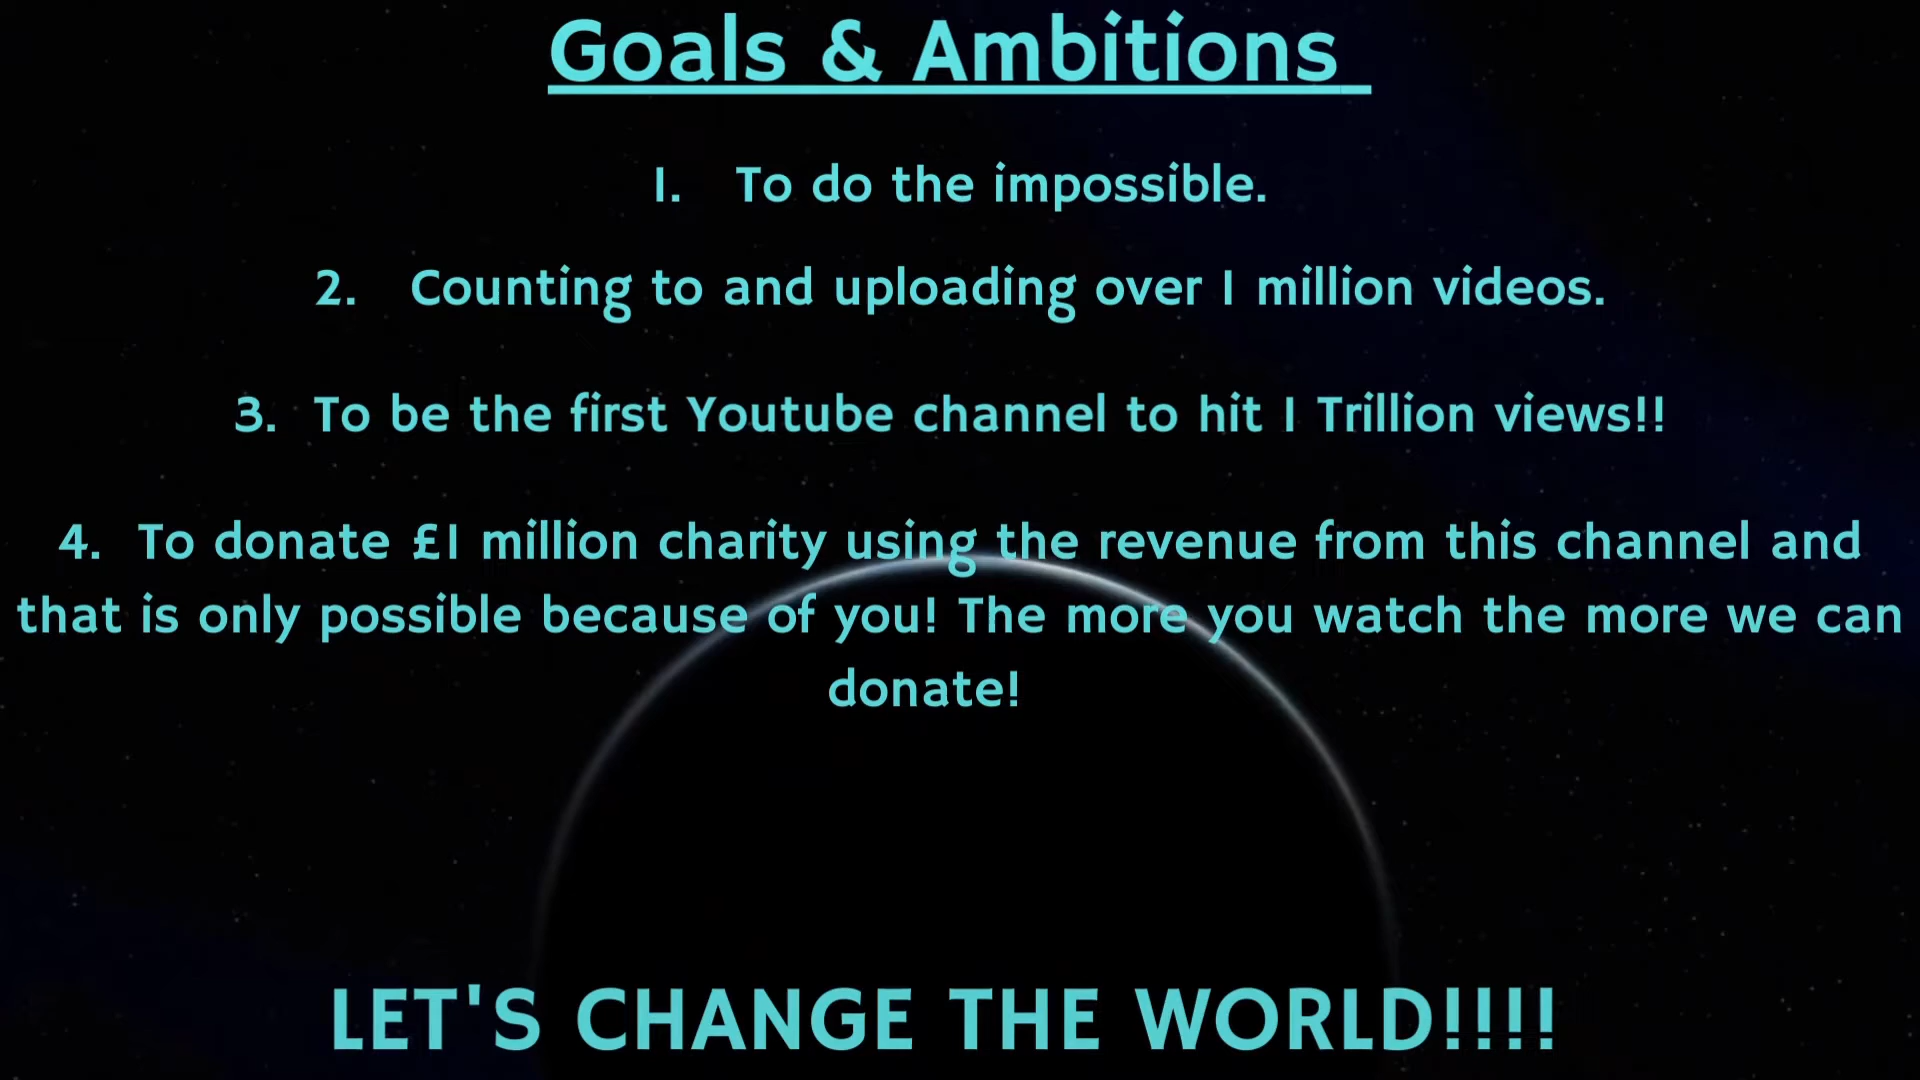 Goals & Ambitions
1. To do the impossible.
2. Counting to and uploading over 1 million videos.
3. To be the first Youtube channel to hit 1 Trillion views!!
4. To donate £1 million charity using the revenue from this channel and
that is only possible because of you! The more you watch the more we can
donate!
LET'S CHANGE THE WORLD!!!!